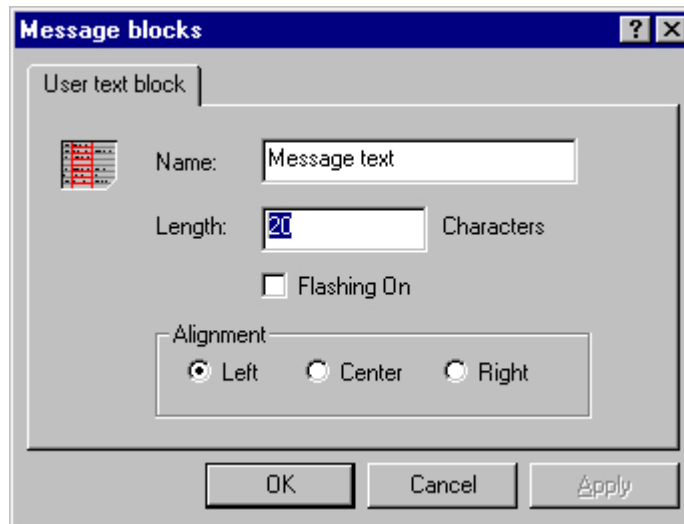 Message blocks
User text block
Name: Message text
Length: 20 Characters
Flashing On
Alignment
Left Center Right
OK Cancel Apply